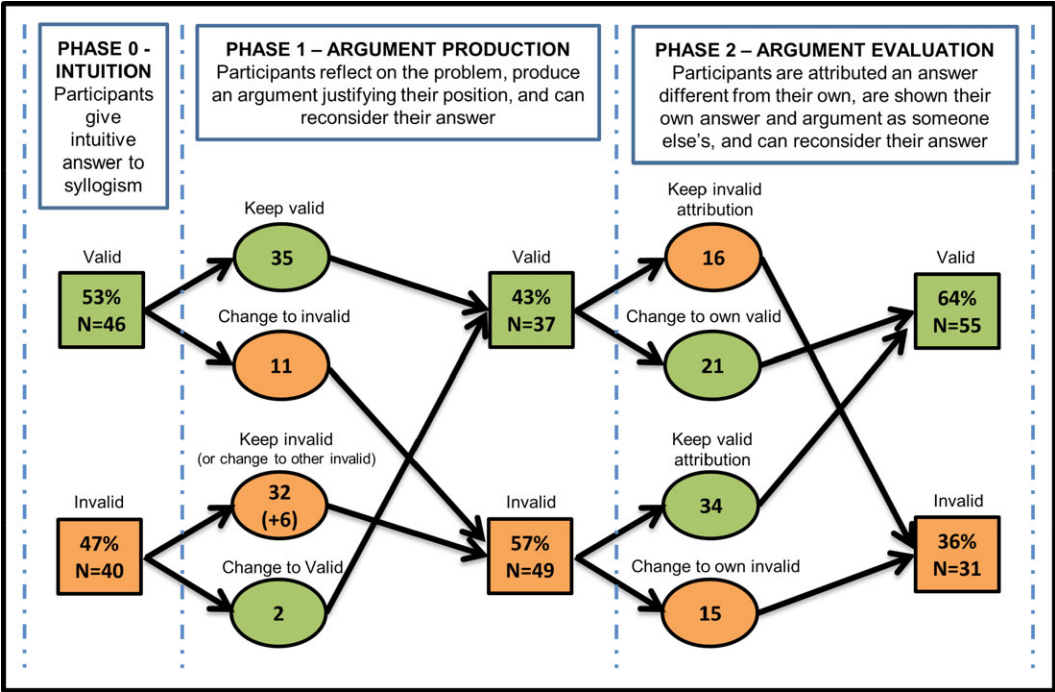 PHASE 0 -
INTUITION
Participants
give
intuitive
answer to
syllogism
PHASE 1 – ARGUMENT PRODUCTION
Participants reflect on the problem, produce
an argument justifying their position, and can
reconsider their answer
PHASE 2 – ARGUMENT EVALUATION
Participants are attributed an answer
different from their own, are shown their
own answer and argument as someone
else's, and can reconsider their answer
Valid
53%
N=46
Invalid
47%
N=40
Keep valid
35
Change to invalid
11
Keep invalid
(or change to other invalid)
32
(+6)
Change to Valid
2
Valid
43%
N=37
Invalid
57%
N=49
Keep invalid
attribution
16
Change to own valid
21
Keep valid
attribution
34
Change to own invalid
15
Valid
64%
N=55
Invalid
36%
N=31